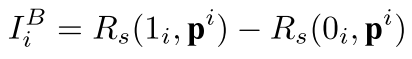 $I_i^B = R_s(1_i, \mathbf{p}^i) - R_s(0_i, \mathbf{p}^i)$